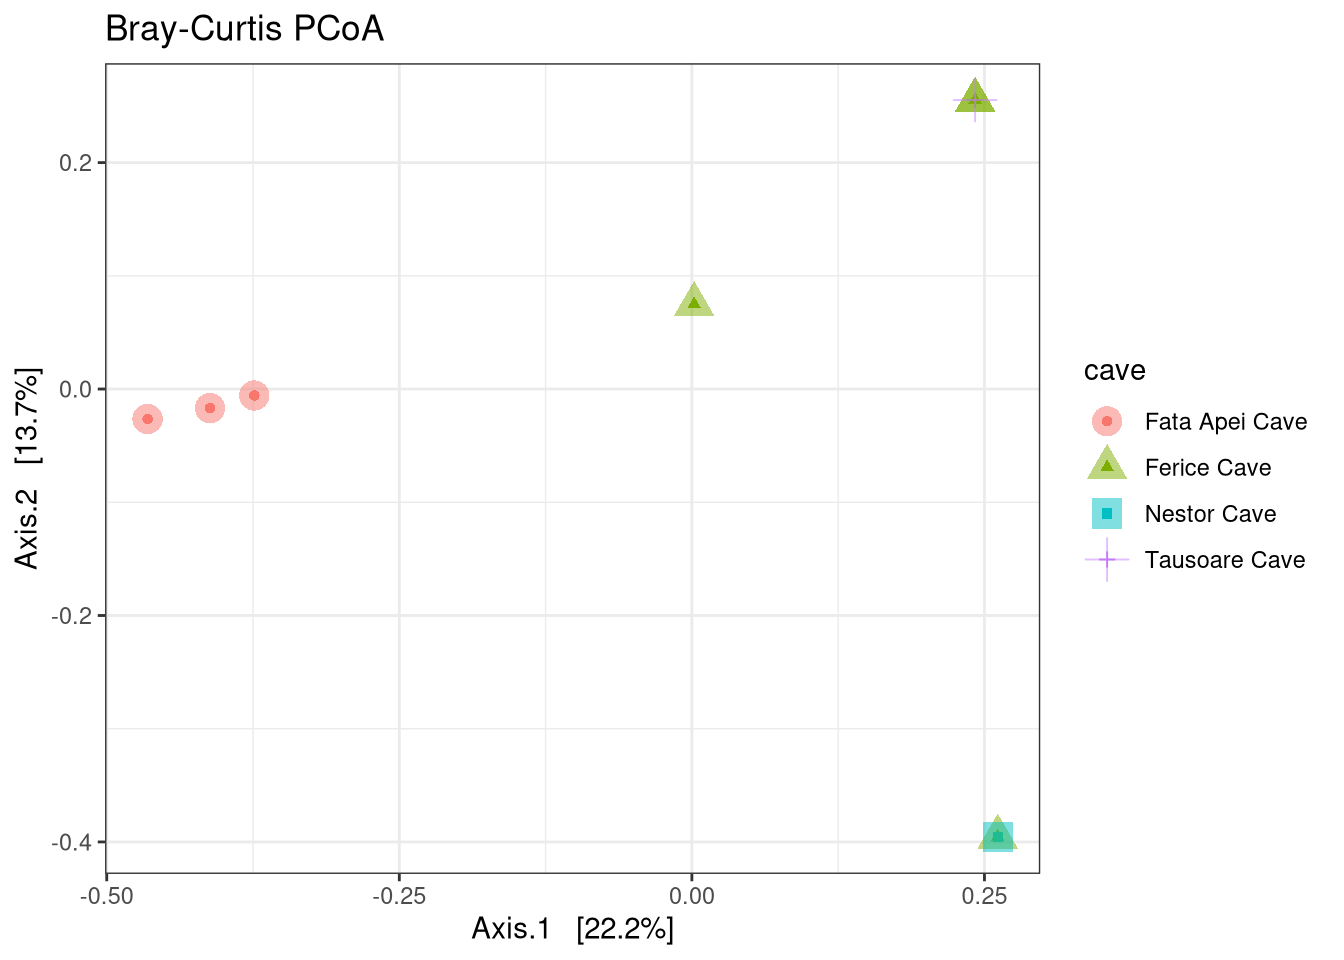 Bray-Curtis PCoA
0.2
0.0
-0.2
-0.4
Axis.2 [13.7%]
-0.50
-0.25
0.00
0.25
Axis.1 [22.2%]
cave
Fata Apei Cave
Ferice Cave
Nestor Cave
Tausoare Cave